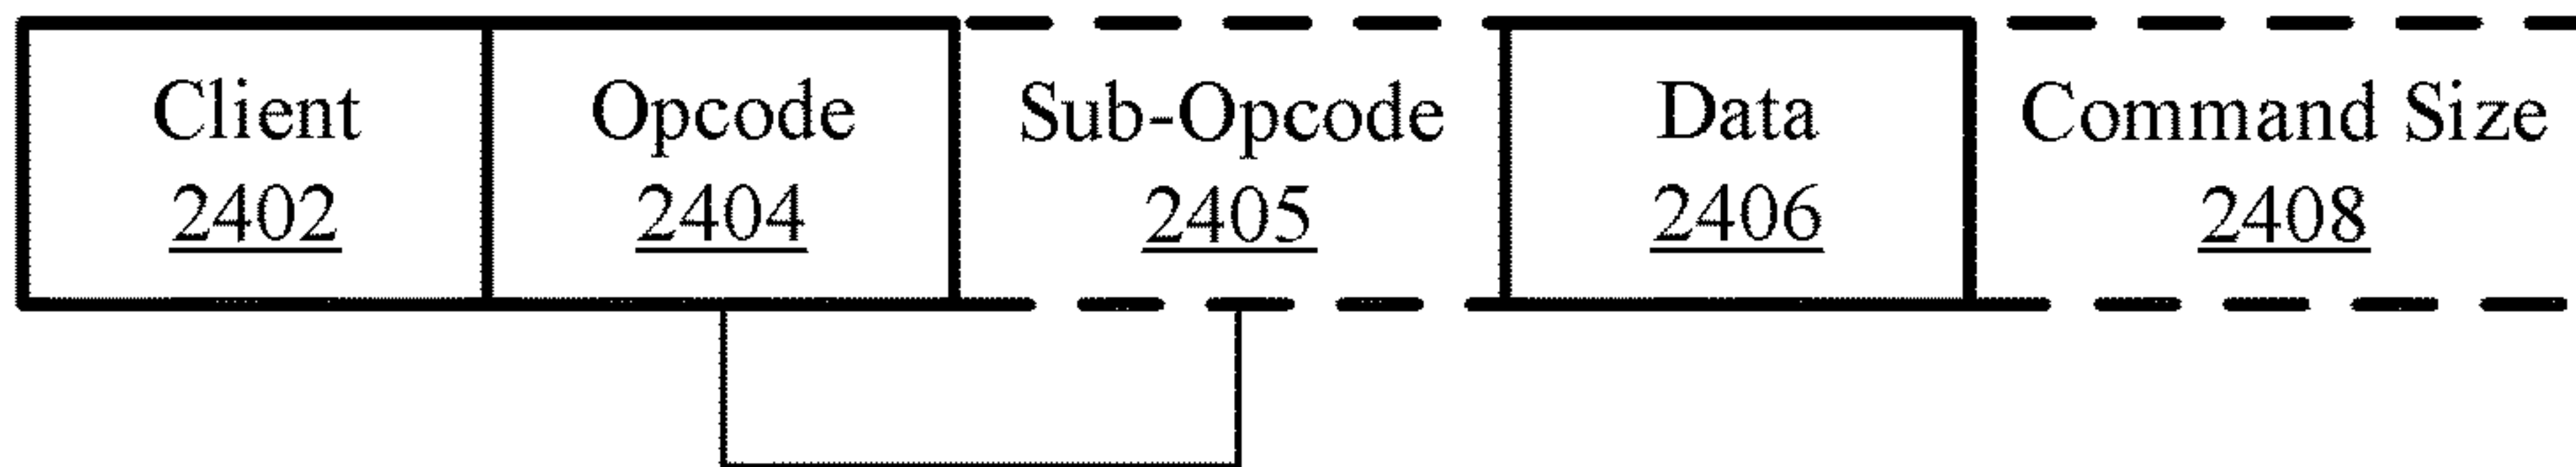 Client Opcode Sub-Opcode Data Command Size
2402 2404 2405 2406 2408